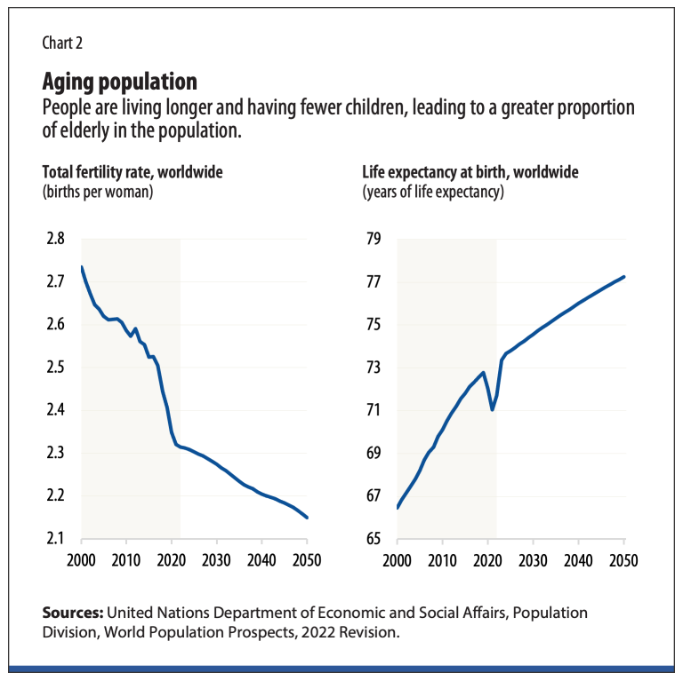 Chart 2
Aging population
People are living longer and having fewer children, leading to a greater proportion
of elderly in the population.
Total fertility rate, worldwide
(births per woman)
2.8
2.7
2.6
2.5
2.4
2.3
2.2
2.1
2000 2010 2020 2030 2040 2050
Life expectancy at birth, worldwide
(years of life expectancy)
79
77
75
73
71
69
67
65
2000 2010 2020 2030 2040 2050
Sources: United Nations Department of Economic and Social Affairs, Population
Division, World Population Prospects, 2022 Revision.